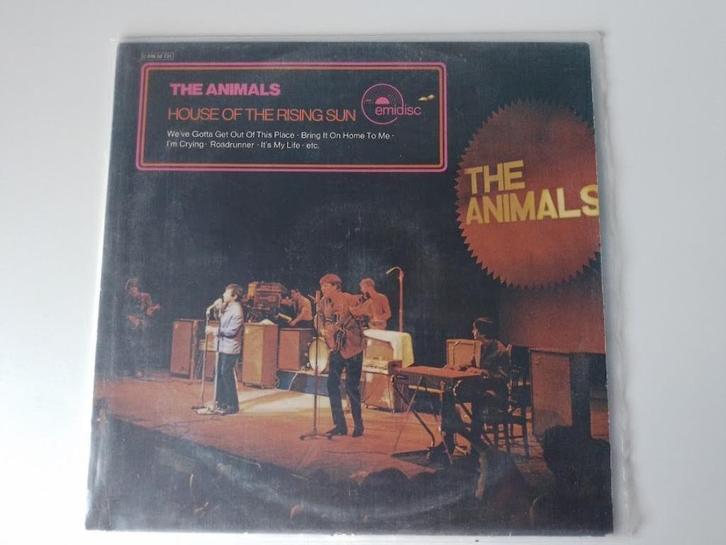 THE ANIMALS
HOUSE OF THE RISING SUN
emidisc
We've Gotta Get Out Of This Place · Bring It On Home To Me ·
I'm Crying · Roadrunner · It's My Life · etc.
THE
ANIMALS